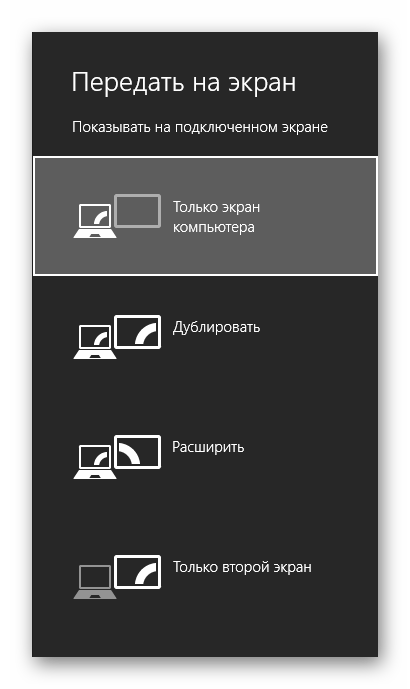 Передать на экран
Показывать на подключенном экране
Только экран
компьютера
Дублировать
Расширить
Только второй экран